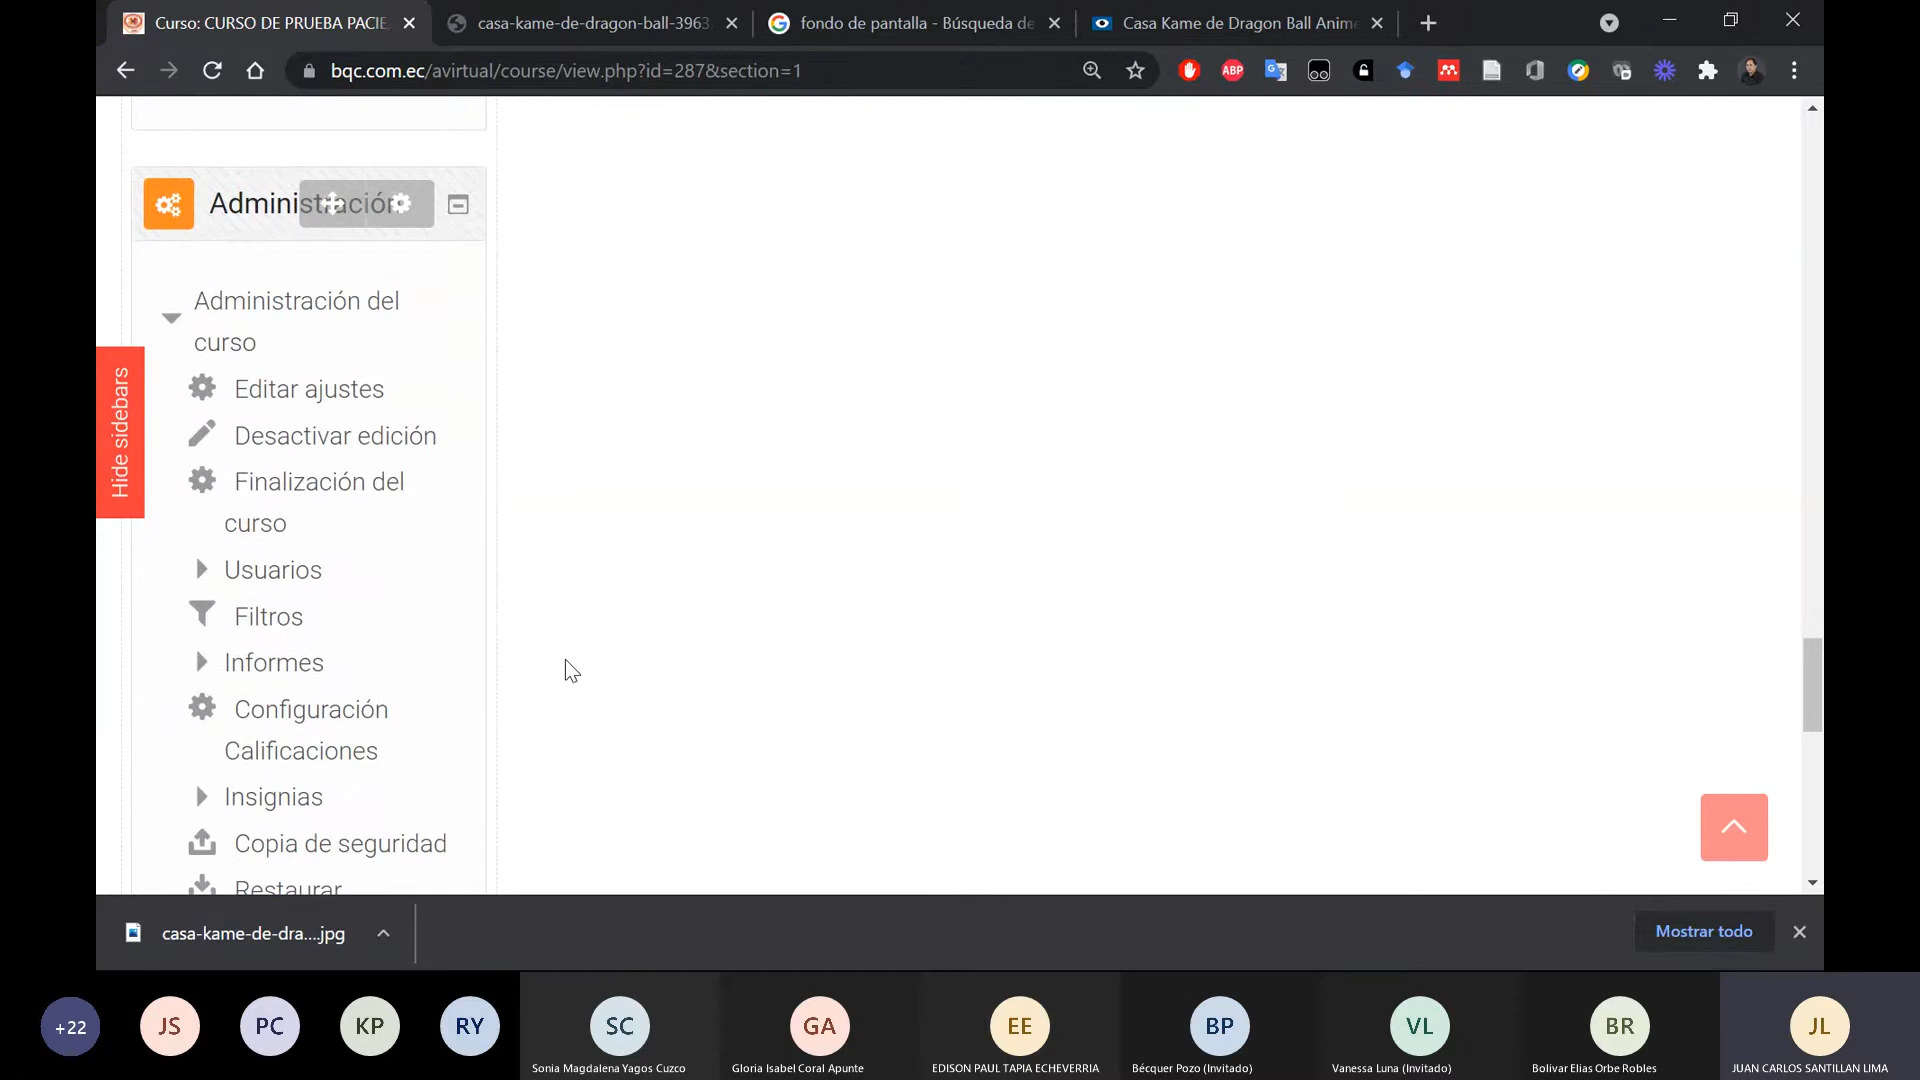 Curso: CURSO DE PRUEBA PACIE
casa-kame-de-dragon-ball-3963
fondo de pantalla - Búsqueda de
Casa Kame de Dragon Ball Anime
bqc.com.ec/avirtual/course/view.php?id=287&section=1
ABP
Administración
Administración del
curso
Editar ajustes
Desactivar edición
Finalización del
curso
Usuarios
Filtros
Informes
Configuración
Calificaciones
Insignias
Copia de seguridad
Restaurar
Hide sidebars
casa-kame-de-dra....jpg
Mostrar todo
+22
JS
PC
KP
RY
SC
GA
EE
BP
VL
BR
JL
Sonia Magdalena Yagos Cuzco
Gloria Isabel Coral Apunte
EDISON PAUL TAPIA ECHEVERRIA
Bécquer Pozo (Invitado)
Vanessa Luna (Invitado)
Bolivar Elias Orbe Robles
JUAN CARLOS SANTILLAN LIMA